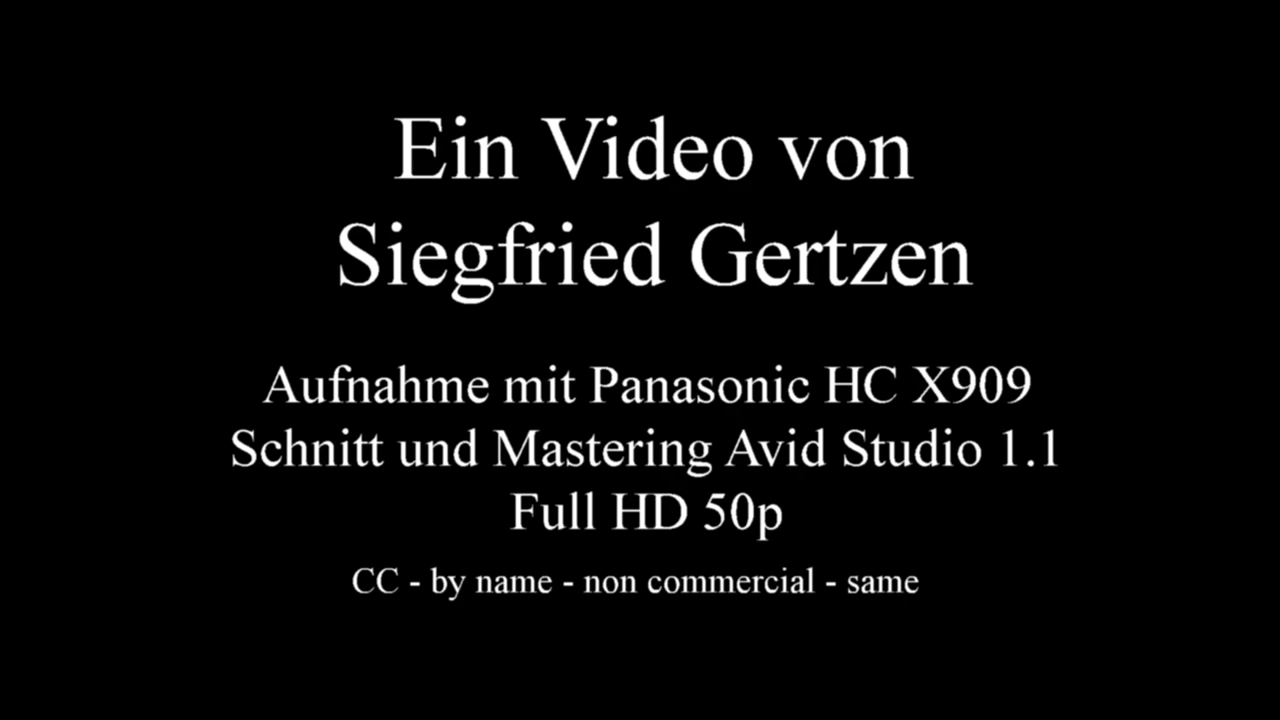 Ein Video von
Siegfried Gertzen
Aufnahme mit Panasonic HC X909
Schnitt und Mastering Avid Studio 1.1
Full HD 50p
CC - by name - non commercial - same